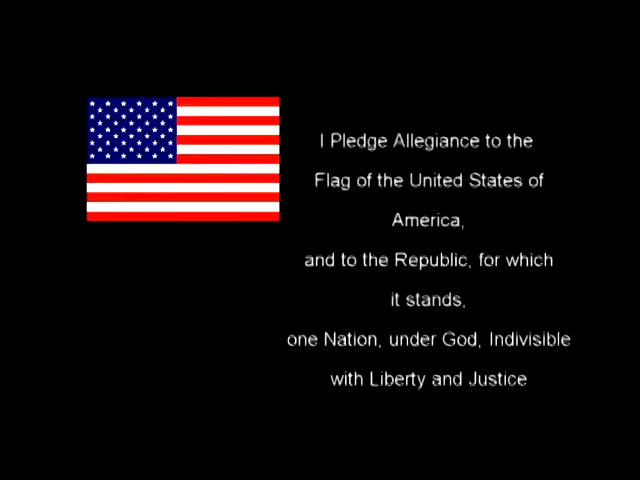 I Pledge Allegiance to the
Flag of the United States of
America,
and to the Republic, for which
it stands,
one Nation, under God, Indivisible
with Liberty and Justice